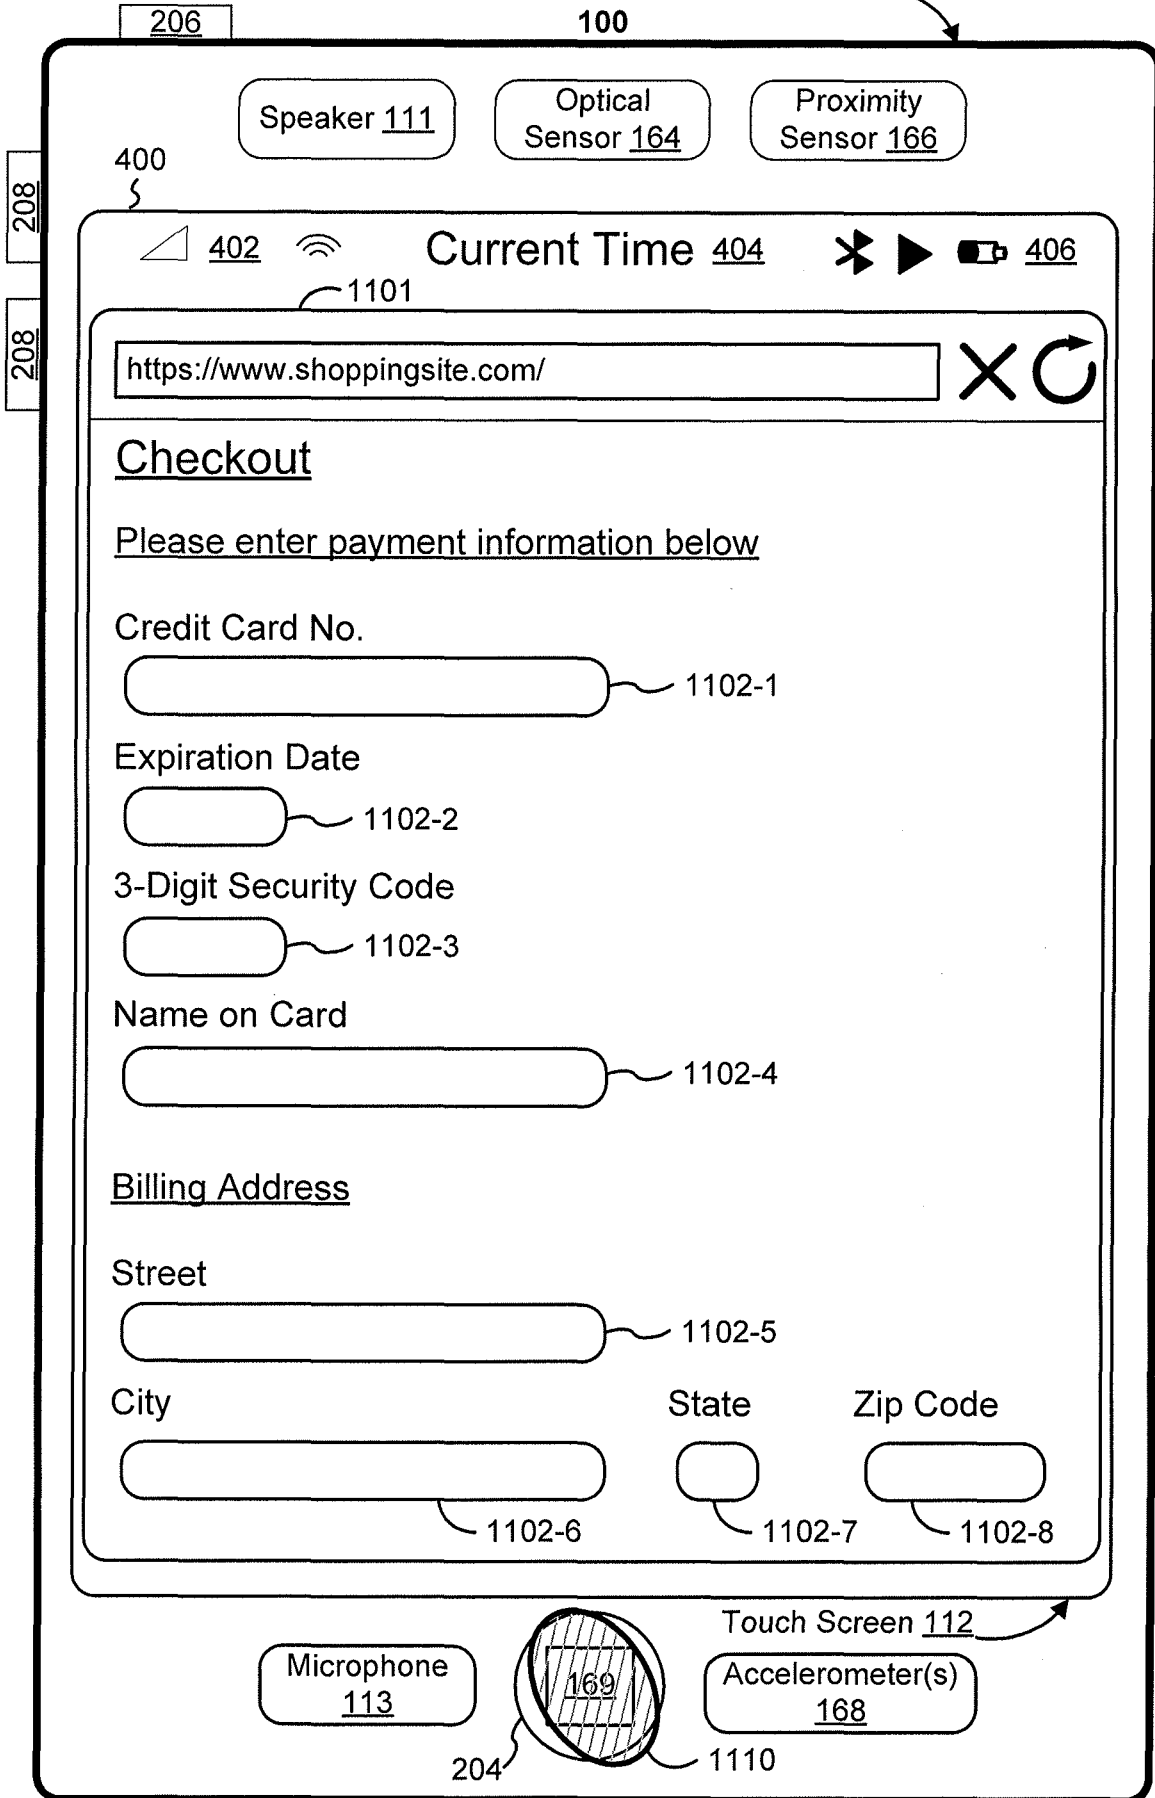 206
100
Speaker 111
Optical
Sensor 164
Proximity
Sensor 166
400
208
402
Current Time 404
406
1101
208
https://www.shoppingsite.com/
Checkout
Please enter payment information below
Credit Card No.
1102-1
Expiration Date
1102-2
3-Digit Security Code
1102-3
Name on Card
1102-4
Billing Address
Street
1102-5
City
State
Zip Code
1102-6
1102-7
1102-8
Touch Screen 112
Microphone
113
169
Accelerometer(s)
168
204
1110